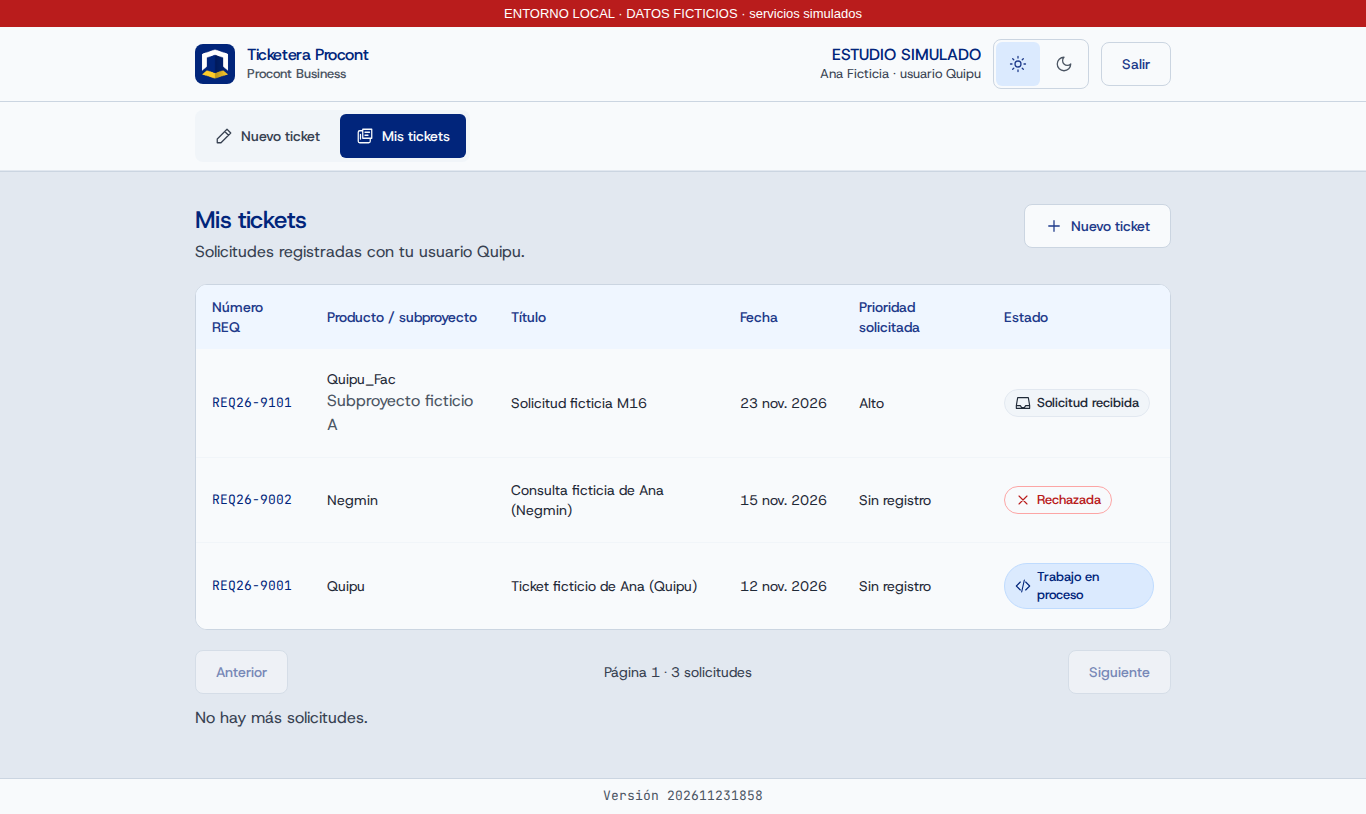 ENTORNO LOCAL · DATOS FICTICIOS · servicios simulados
Ticketera Procont
Procont Business
ESTUDIO SIMULADO
Ana Ficticia · usuario Quipu
Salir
Nuevo ticket
Mis tickets
Mis tickets
Solicitudes registradas con tu usuario Quipu.
Nuevo ticket
Número
REQ
Producto / subproyecto
Título
Fecha
Prioridad
solicitada
Estado
REQ26-9101
Quipu_Fac
Subproyecto ficticio
A
Solicitud ficticia M16
23 nov. 2026
Alto
Solicitud recibida
REQ26-9002
Negmin
Consulta ficticia de Ana
(Negmin)
15 nov. 2026
Sin registro
Rechazada
REQ26-9001
Quipu
Ticket ficticio de Ana (Quipu)
12 nov. 2026
Sin registro
Trabajo en
proceso
Anterior
Página 1 · 3 solicitudes
Siguiente
No hay más solicitudes.
Versión 202611231858